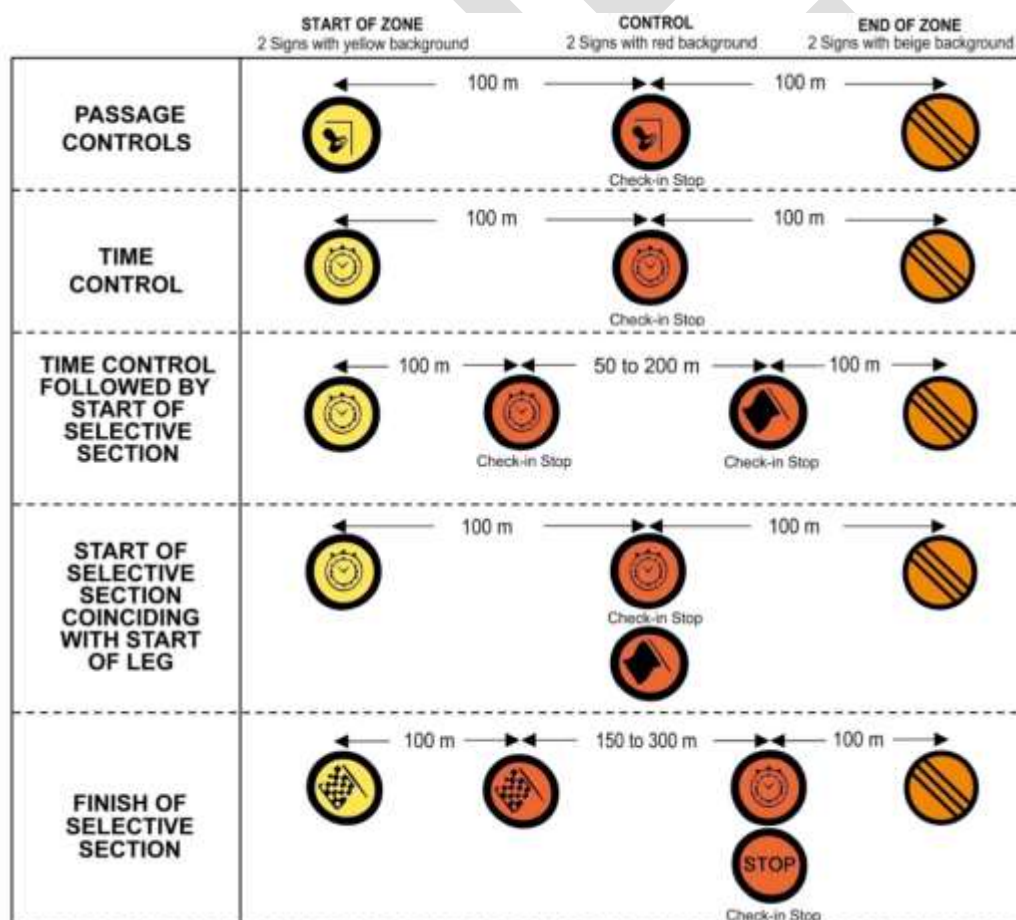 START OF ZONE
2 Signs with yellow background
CONTROL
2 Signs with red background
END OF ZONE
2 Signs with beige background
PASSAGE
CONTROLS
100 m
100 m
Check-in Stop
TIME
CONTROL
100 m
100 m
Check-in Stop
TIME CONTROL
FOLLOWED BY
START OF
SELECTIVE
SECTION
100 m
50 to 200 m
100 m
Check-in Stop
Check-in Stop
START OF
SELECTIVE
SECTION
COINCIDING
WITH START
OF LEG
100 m
100 m
Check-in Stop
FINISH OF
SELECTIVE
SECTION
100 m
150 to 300 m
100 m
STOP
Check-in Stop